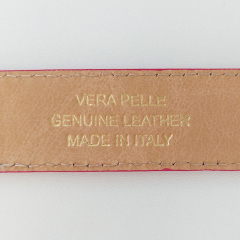 VERA PELLE
GENUINE LEATHER
MADE IN ITALY